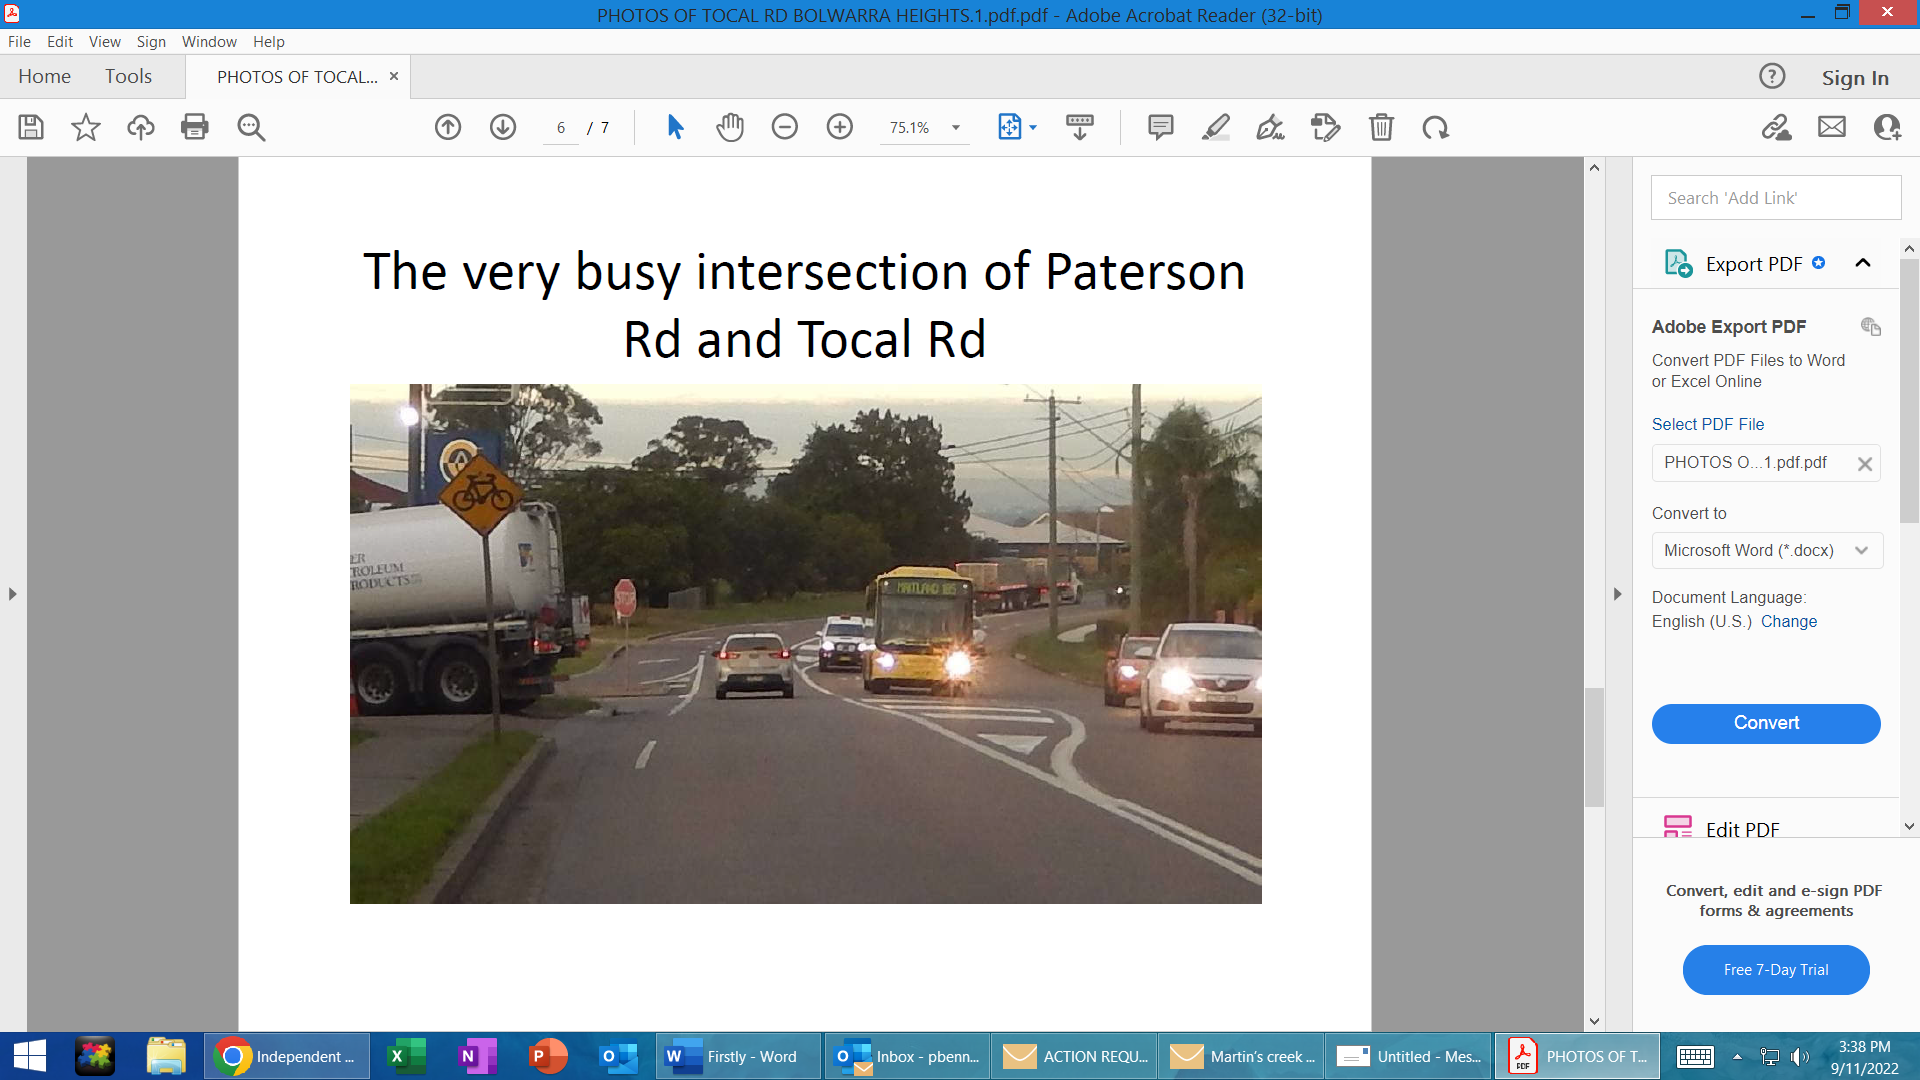 PHOTOS OF TOCAL RD BOLWARRA HEIGHTS.1.pdf.pdf - Adobe Acrobat Reader (32-bit)
File Edit View Sign Window Help
Home Tools PHOTOS OF TOCAL... × Sign In
6 / 7 75.1%
Search 'Add Link'
The very busy intersection of Paterson
Rd and Tocal Rd
Export PDF
Adobe Export PDF
Convert PDF Files to Word
or Excel Online
Select PDF File
PHOTOS O...1.pdf.pdf
Convert to
Microsoft Word (*.docx)
Document Language:
English (U.S.) Change
Convert
Edit PDF
Convert, edit and e-sign PDF
forms & agreements
Free 7-Day Trial
ER
TROLEUM
RODUCTS
STOP
MAITLAND 185
Independent ...
Firstly - Word
Inbox - pbenn...
ACTION REQU...
Martin's creek ...
Untitled - Mes...
PHOTOS OF T...
3:38 PM
9/11/2022